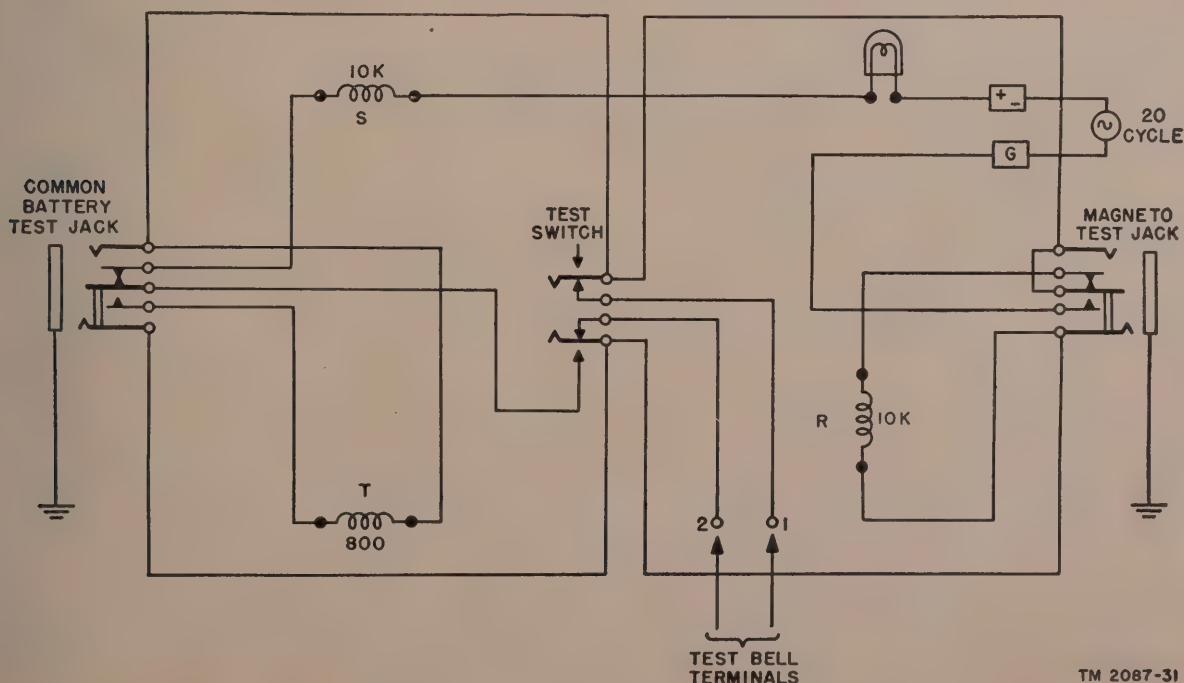 10K
S
+ -
20
CYCLE
G
COMMON
BATTERY
TEST JACK
TEST
SWITCH
MAGNETO
TEST JACK
R
10K
T
800
2
1
TEST BELL
TERMINALS
TM 2087-31